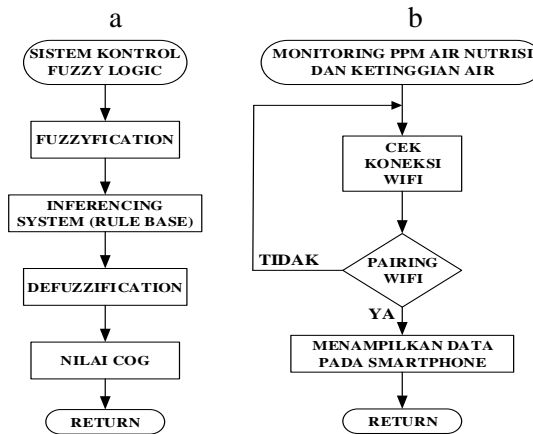 a
SISTEM KONTROL
FUZZY LOGIC
FUZZYFICATION
INFERENCING
SYSTEM (RULE BASE)
DEFUZZIFICATION
NILAI COG
RETURN
b
MONITORING PPM AIR NUTRISI
DAN KETINGGIAN AIR
CEK
KONEKSI
WIFI
PAIRING
WIFI
TIDAK
YA
MENAMPILKAN DATA
PADA SMARTPHONE
RETURN